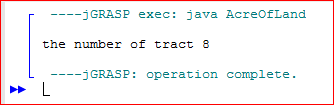 ----jGRASP exec: java AcreOfLand
the number of tract 8
----jGRASP: operation complete.